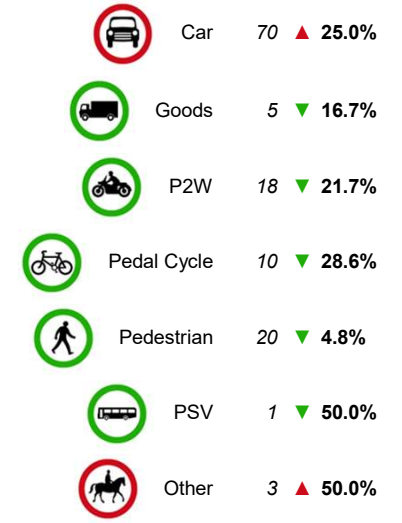 Car 70 ▲ 25.0%
Goods 5 ▼ 16.7%
P2W 18 ▼ 21.7%
Pedal Cycle 10 ▼ 28.6%
Pedestrian 20 ▼ 4.8%
PSV 1 ▼ 50.0%
Other 3 ▲ 50.0%